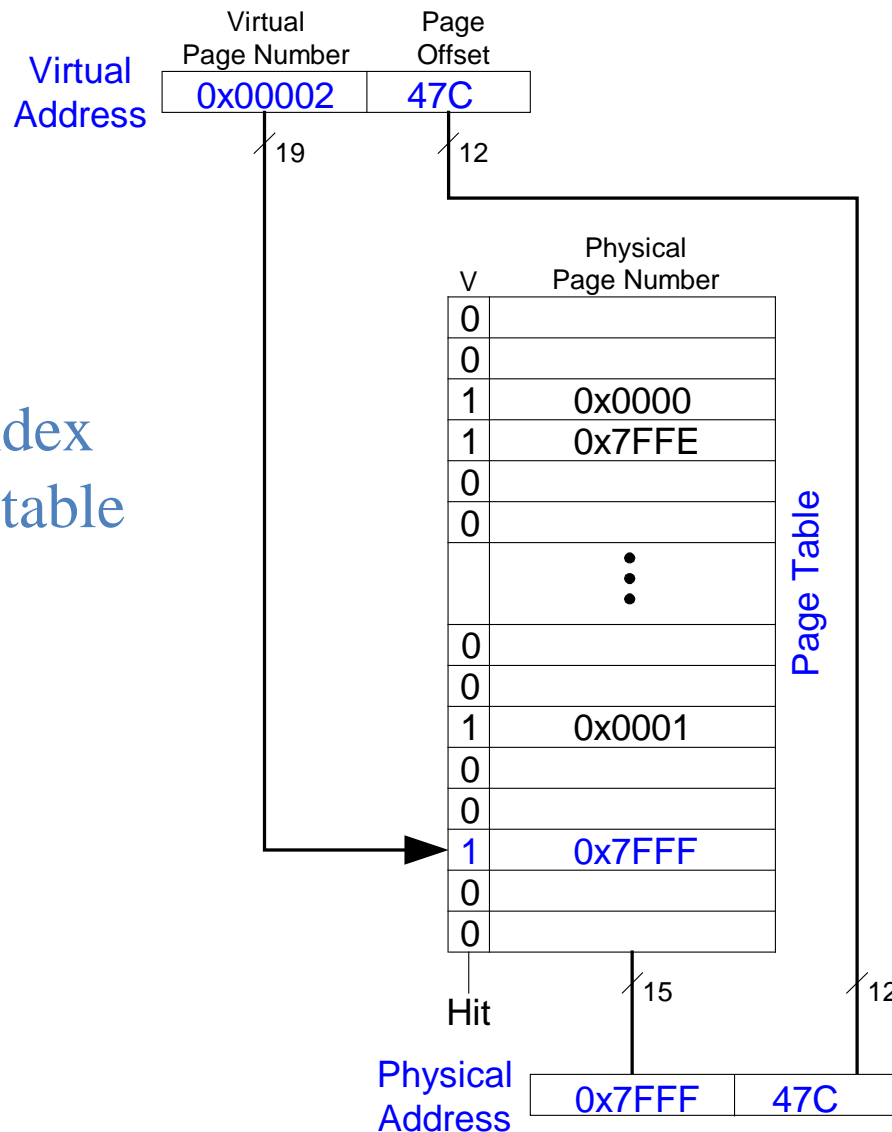 Virtual
Page Number
Page
Offset
Virtual
Address
0x00002
47C
19
12
Physical
Page Number
V
0
0
1 0x0000
1 0x7FFE
0
0
dex
table
Page Table
0
0
1 0x0001
0
0
1 0x7FFF
0
0
Hit
15
12
Physical
Address
0x7FFF
47C